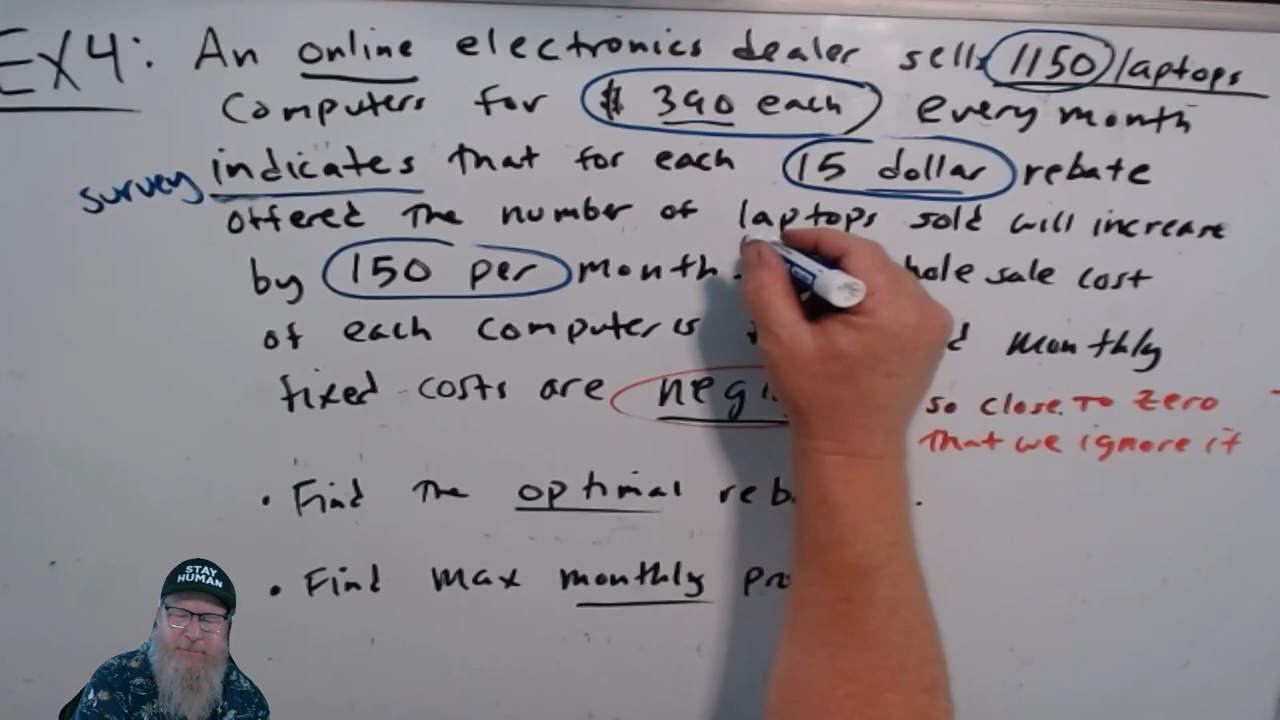 EX4: An online electronics dealer sells 1150 laptops
Computers for $ 390 each every month
survey indicates that for each 15 dollar rebate
offered the number of laptops sold will increase
by 150 per month. sale cost
of each computer is monthly
fixed costs are
so close to zero
that we ignore it
• Find the optimal
• Find max monthly
STAY
HUMAN